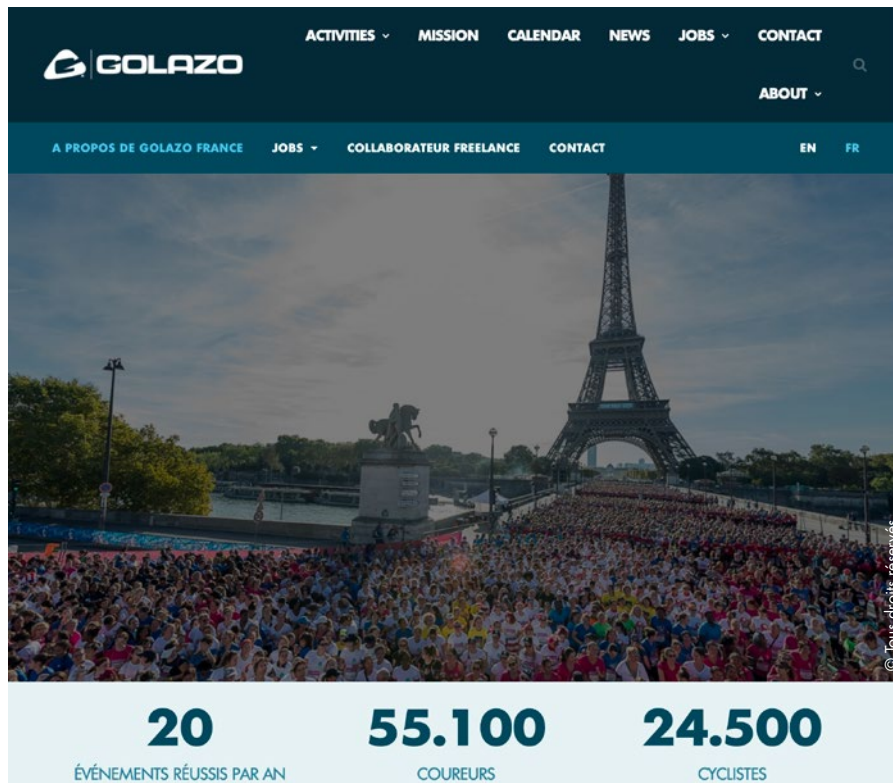 ACTIVITIES MISSION CALENDAR NEWS JOBS CONTACT
GOLAZO
ABOUT
A PROPOS DE GOLAZO FRANCE JOBS COLLABORATEUR FREELANCE CONTACT EN FR
© Tous droits réservés
20 55.100 24.500
ÉVÉNEMENTS RÉUSSIS PAR AN COUREURS CYCLISTES